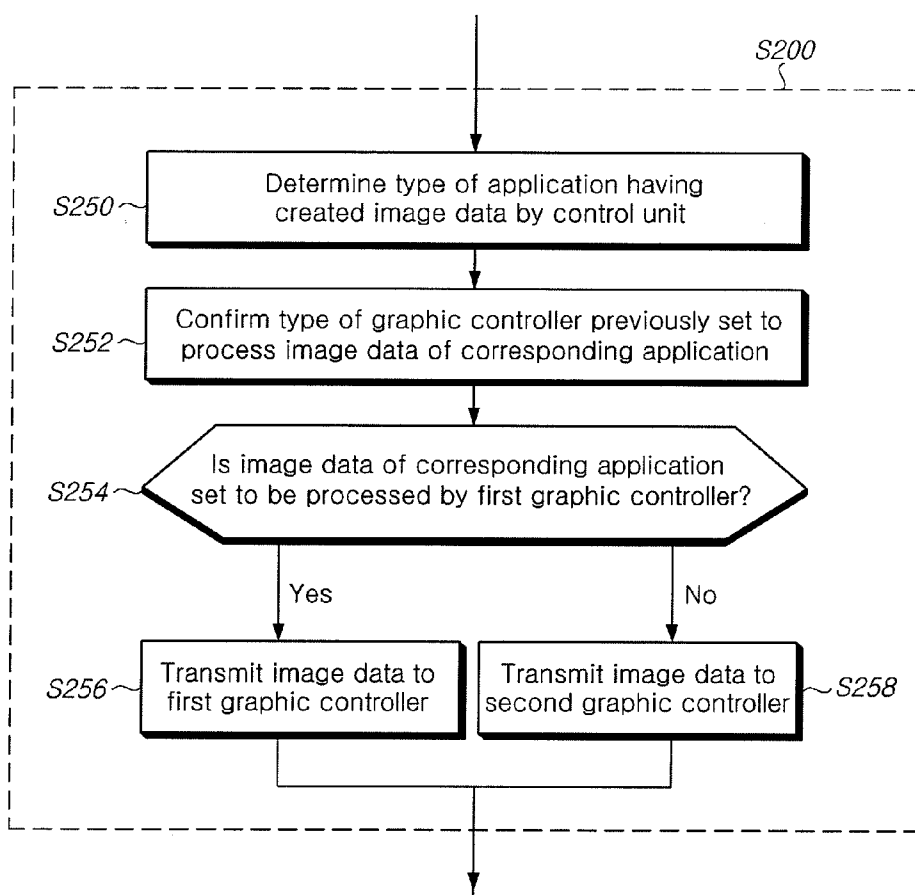 S200
Determine type of application having
created image data by control unit
S250
Confirm type of graphic controller previously set to
process image data of corresponding application
S252
Is image data of corresponding application
set to be processed by first graphic controller?
S254
Yes
No
Transmit image data to
first graphic controller
S256
Transmit image data to
second graphic controller
S258